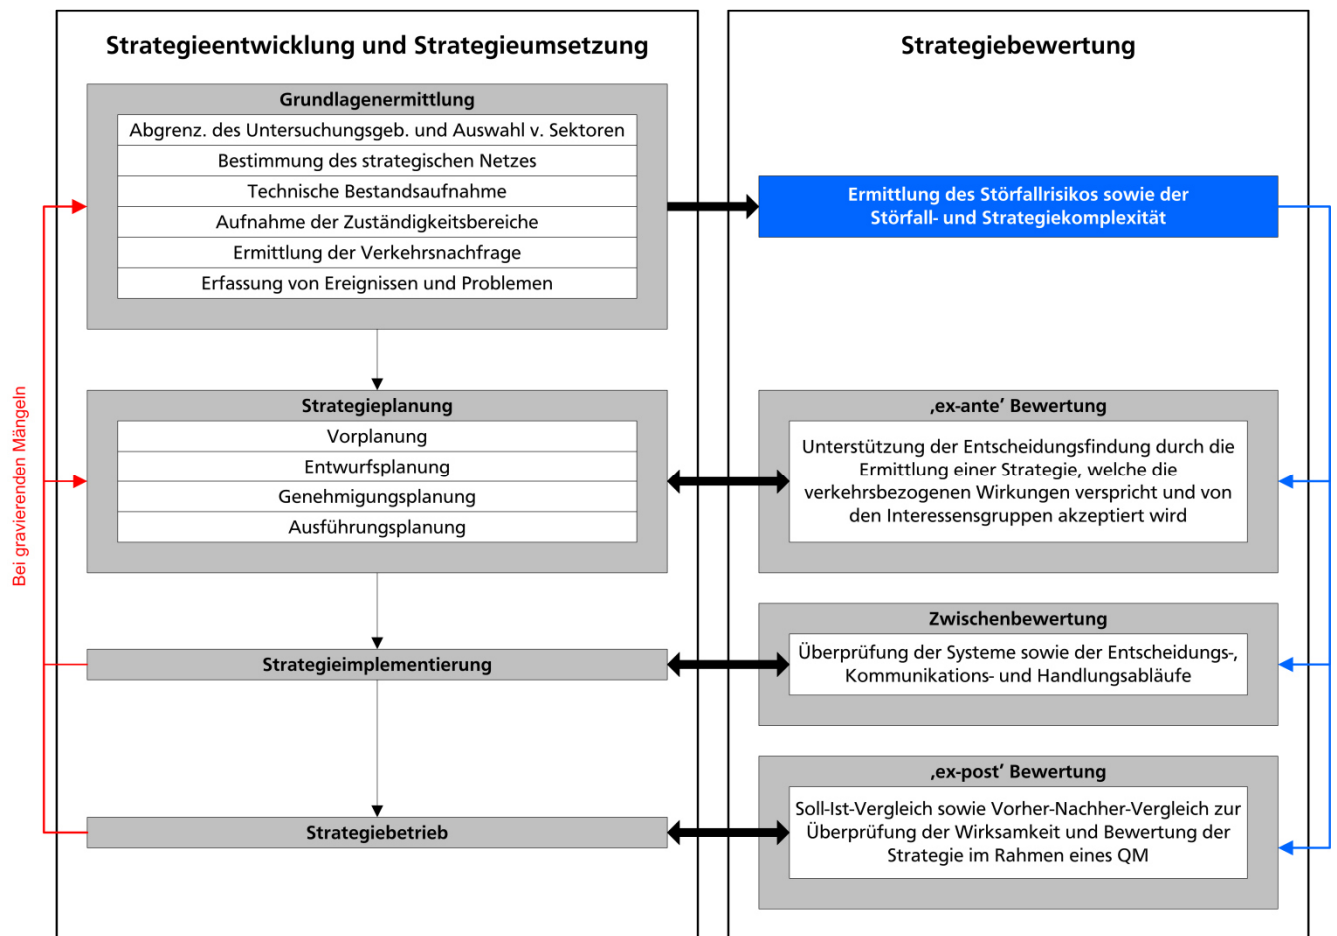 Strategieentwicklung und Strategieumsetzung
Grundlagenermittlung
Abgrenz. des Untersuchungsgeb. und Auswahl v. Sektoren
Bestimmung des strategischen Netzes
Technische Bestandsaufnahme
Aufnahme der Zuständigkeitsbereiche
Ermittlung der Verkehrsnachfrage
Erfassung von Ereignissen und Problemen
Strategieplanung
Vorplanung
Entwurfsplanung
Genehmigungsplanung
Ausführungsplanung
Strategieimplementierung
Strategiebetrieb
Bei gravierenden Mängeln
Strategiebewertung
Ermittlung des Störfallrisikos sowie der
Störfall- und Strategiekomplexität
‚ex-ante’ Bewertung
Unterstützung der Entscheidungsfindung durch die
Ermittlung einer Strategie, welche die
verkehrsbezogenen Wirkungen verspricht und von
den Interessensgruppen akzeptiert wird
Zwischenbewertung
Überprüfung der Systeme sowie der Entscheidungs-,
Kommunikations- und Handlungsabläufe
‚ex-post’ Bewertung
Soll-Ist-Vergleich sowie Vorher-Nachher-Vergleich zur
Überprüfung der Wirksamkeit und Bewertung der
Strategie im Rahmen eines QM